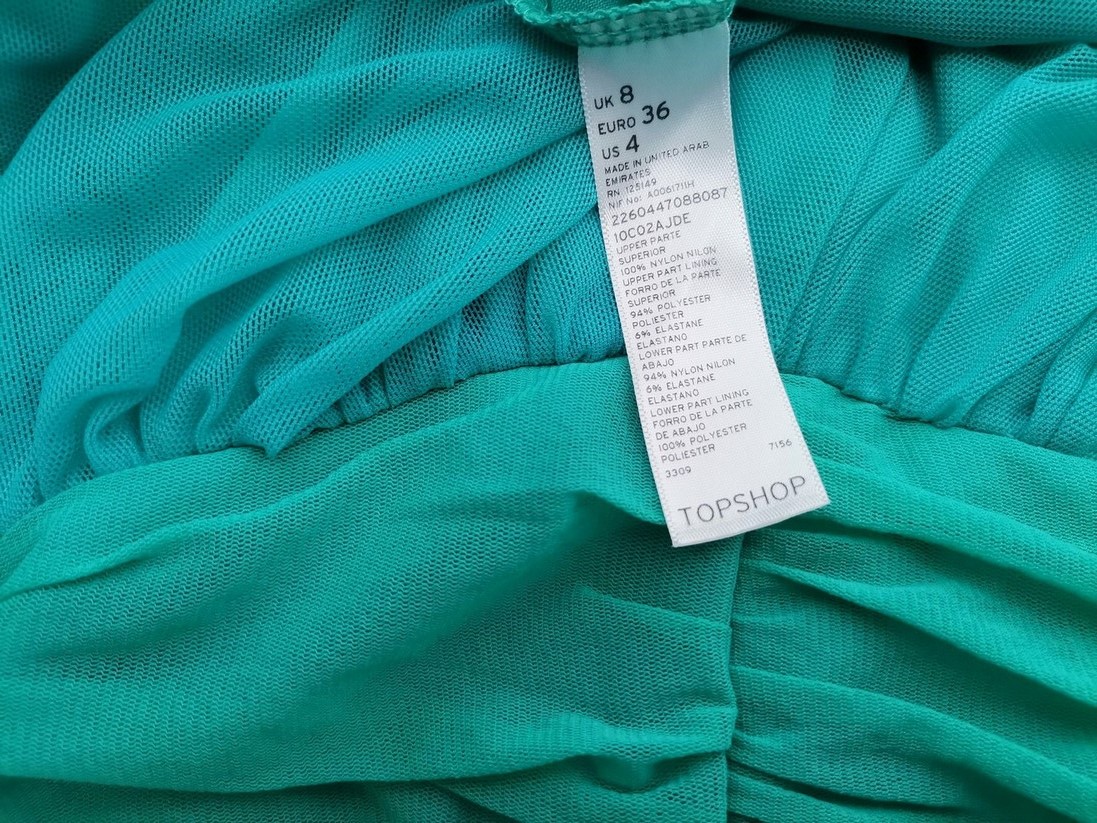 UK 8
EURO 36
US 4
MADE IN UNITED ARAB
EMIRATES
RN 125149
NIF No: A0061711H
2260447088087
10C02AJDE
UPPER PARTE
SUPERIOR
100% NYLON NILON
UPPER PART LINING
FORRO DE LA PARTE
SUPERIOR
94% POLYESTER
POLIESTER
6% ELASTANE
ELASTANO
LOWER PART PARTE DE
ABAJO
94% NYLON NILON
6% ELASTANE
ELASTANO
LOWER PART LINING
FORRO DE LA PARTE
DE ABAJO
100% POLYESTER
POLIESTER 7156
3309
TOPSHOP